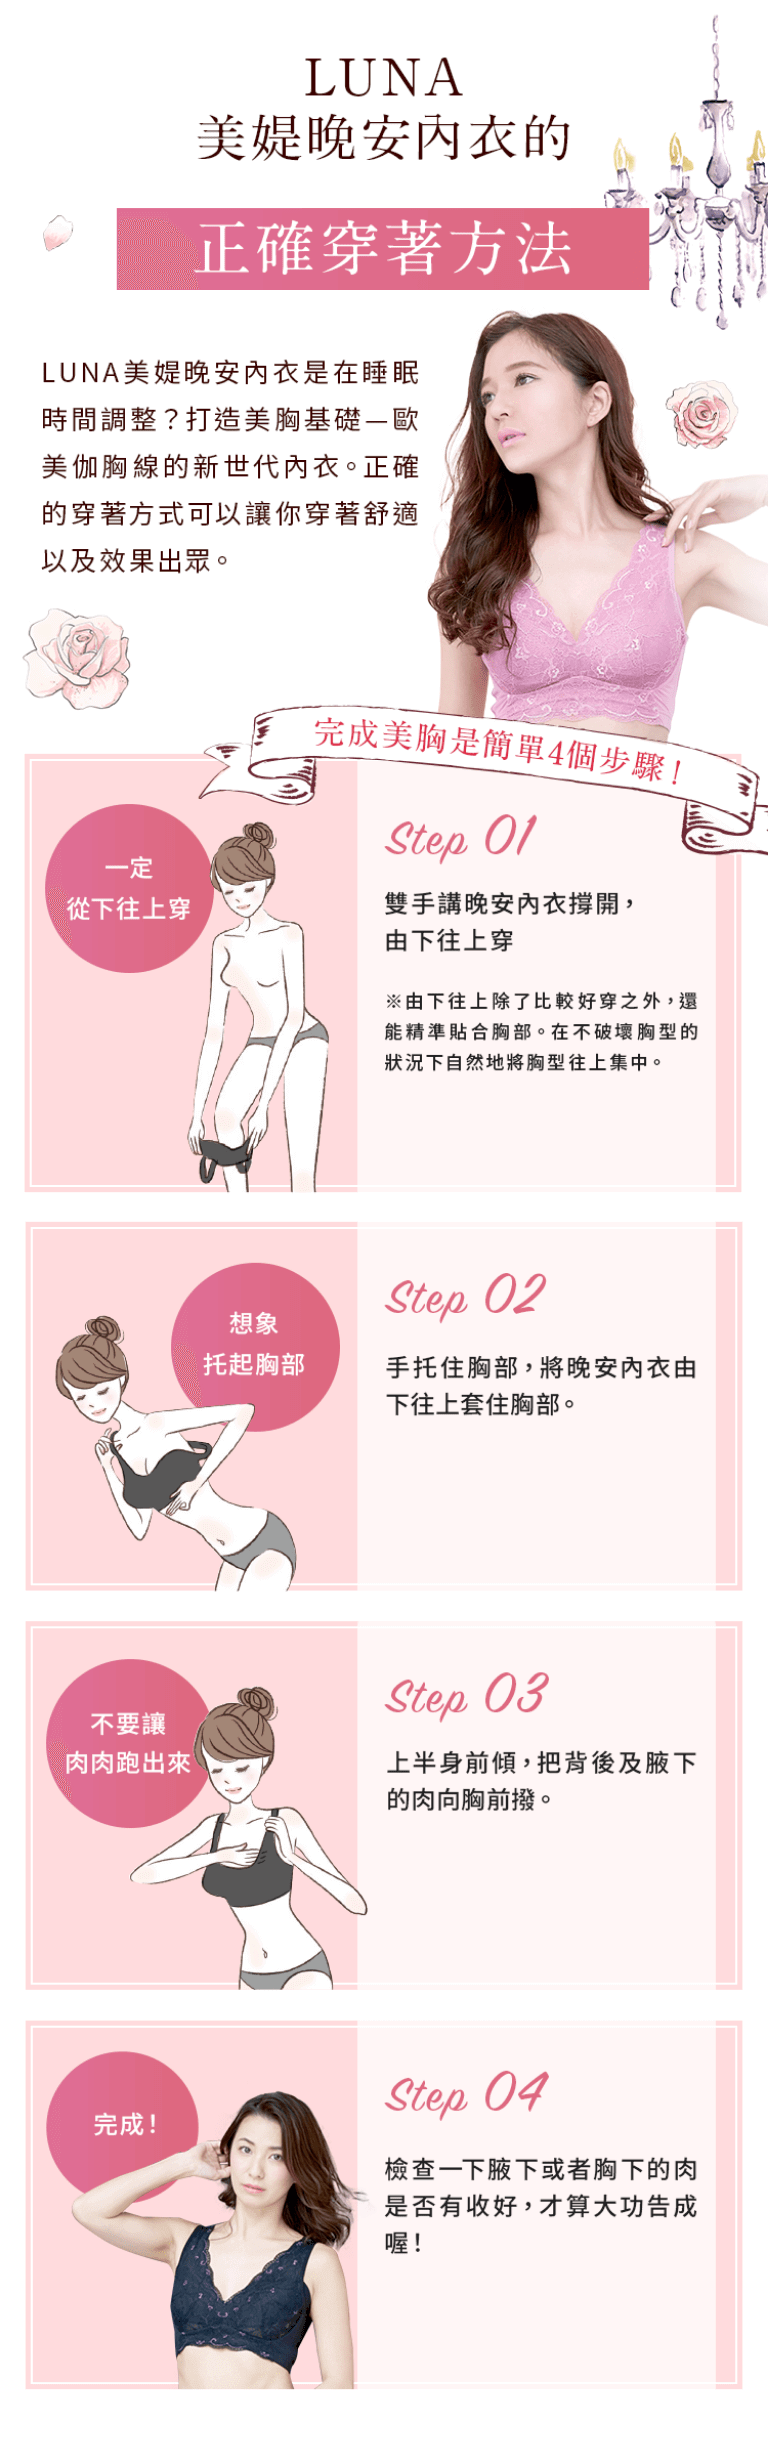 LUNA
美媞晚安內衣的
正確穿著方法
LUNA美媞晚安內衣是在睡眠
時間調整？打造美胸基礎—歐
美伽胸線的新世代內衣。正確
的穿著方式可以讓你穿著舒適
以及效果出眾。
完成美胸是簡單4個步驟！
一定
從下往上穿
Step 01
雙手講晚安內衣撐開，
由下往上穿
※由下往上除了比較好穿之外，還
能精準貼合胸部。在不破壞胸型的
狀況下自然地將胸型往上集中。
想象
托起胸部
Step 02
手托住胸部，將晚安內衣由
下往上套住胸部。
不要讓
肉肉跑出來
Step 03
上半身前傾，把背後及腋下
的肉向胸前撥。
完成！
Step 04
檢查一下腋下或者胸下的肉
是否有收好，才算大功告成
喔！